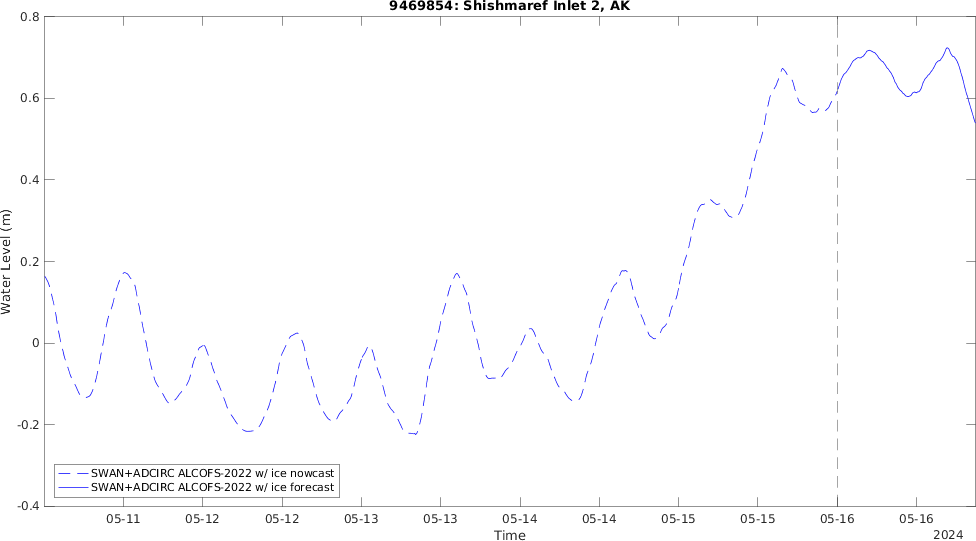 9469854: Shishmaref Inlet 2, AK
Water Level (m)
0.8
0.6
0.4
0.2
0
-0.2
-0.4
SWAN+ADCIRC ALCOFS-2022 w/ ice nowcast
SWAN+ADCIRC ALCOFS-2022 w/ ice forecast
05-11 05-12 05-12 05-13 05-13 05-14 05-14 05-15 05-15 05-16 05-16
Time
2024